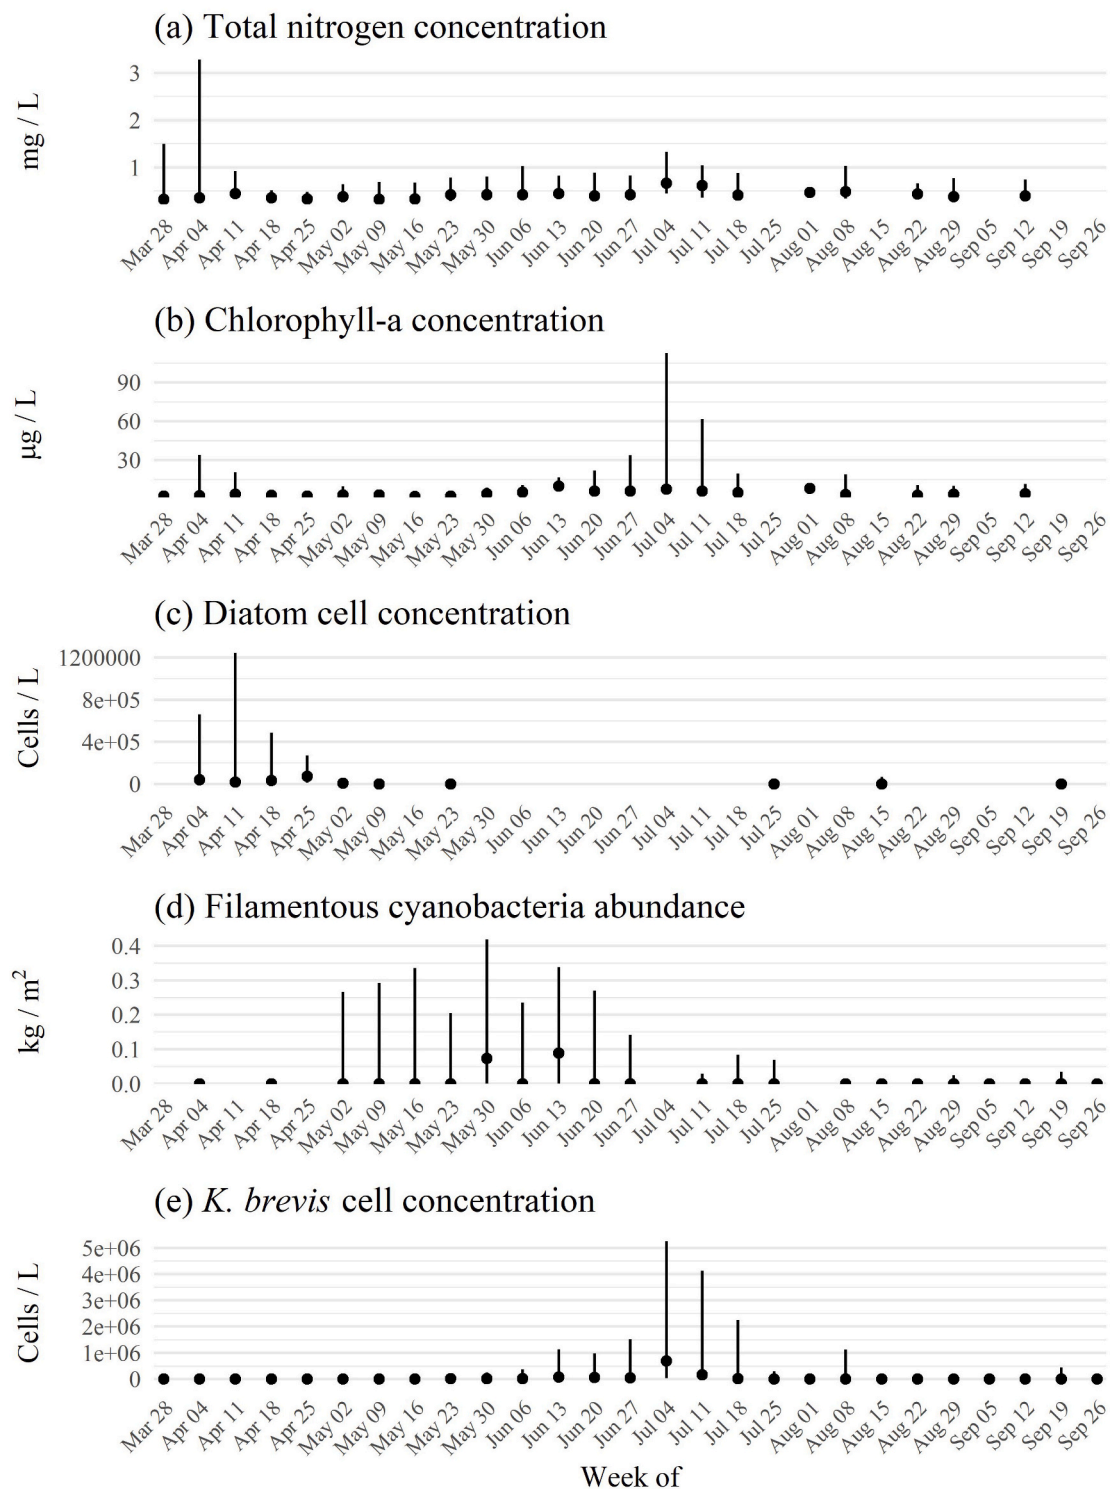 (a) Total nitrogen concentration
mg / L
3
2
1
Mar 28 Apr 04 Apr 11 Apr 18 Apr 25 May 02 May 09 May 16 May 23 May 30 Jun 06 Jun 13 Jun 20 Jun 27 Jul 04 Jul 11 Jul 18 Jul 25 Aug 01 Aug 08 Aug 15 Aug 22 Aug 29 Sep 05 Sep 12 Sep 19 Sep 26
(b) Chlorophyll-a concentration
µg / L
90
60
30
Mar 28 Apr 04 Apr 11 Apr 18 Apr 25 May 02 May 09 May 16 May 23 May 30 Jun 06 Jun 13 Jun 20 Jun 27 Jul 04 Jul 11 Jul 18 Jul 25 Aug 01 Aug 08 Aug 15 Aug 22 Aug 29 Sep 05 Sep 12 Sep 19 Sep 26
(c) Diatom cell concentration
Cells / L
1200000
8e+05
4e+05
0
Mar 28 Apr 04 Apr 11 Apr 18 Apr 25 May 02 May 09 May 16 May 23 May 30 Jun 06 Jun 13 Jun 20 Jun 27 Jul 04 Jul 11 Jul 18 Jul 25 Aug 01 Aug 08 Aug 15 Aug 22 Aug 29 Sep 05 Sep 12 Sep 19 Sep 26
(d) Filamentous cyanobacteria abundance
kg / m²
0.4
0.3
0.2
0.1
0.0
Mar 28 Apr 04 Apr 11 Apr 18 Apr 25 May 02 May 09 May 16 May 23 May 30 Jun 06 Jun 13 Jun 20 Jun 27 Jul 04 Jul 11 Jul 18 Jul 25 Aug 01 Aug 08 Aug 15 Aug 22 Aug 29 Sep 05 Sep 12 Sep 19 Sep 26
(e) K. brevis cell concentration
Cells / L
5e+06
4e+06
3e+06
2e+06
1e+06
0
Mar 28 Apr 04 Apr 11 Apr 18 Apr 25 May 02 May 09 May 16 May 23 May 30 Jun 06 Jun 13 Jun 20 Jun 27 Jul 04 Jul 11 Jul 18 Jul 25 Aug 01 Aug 08 Aug 15 Aug 22 Aug 29 Sep 05 Sep 12 Sep 19 Sep 26
Week of